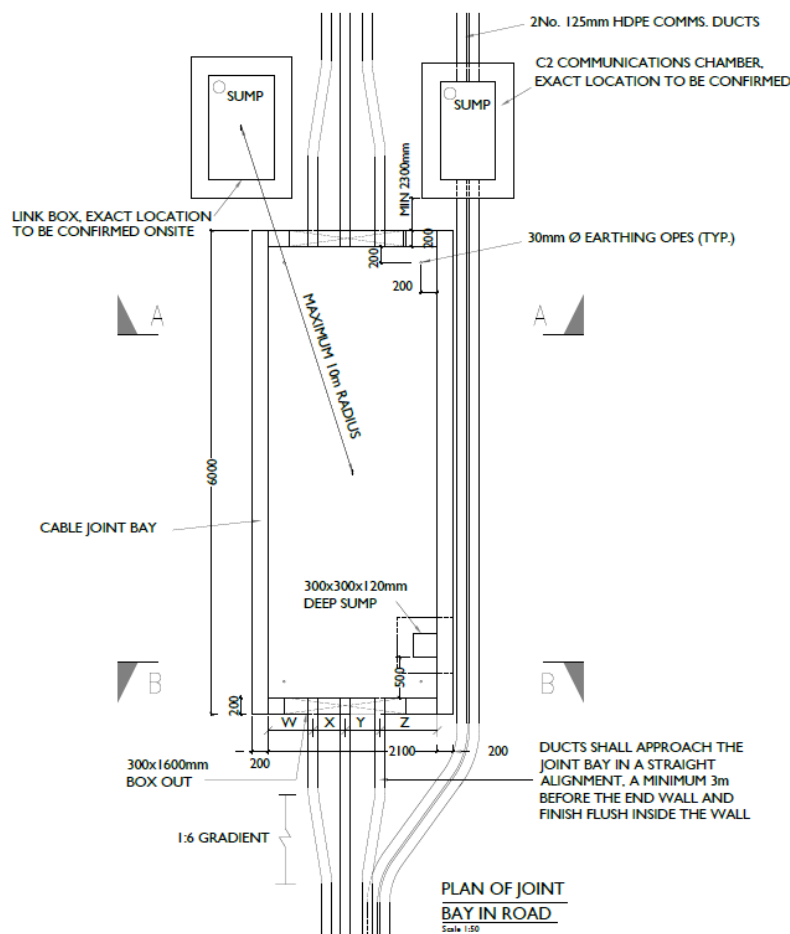 2No. 125mm HDPE COMMS. DUCTS
C2 COMMUNICATIONS CHAMBER,
EXACT LOCATION TO BE CONFIRMED
SUMP
SUMP
MIN 2300mm
LINK BOX, EXACT LOCATION
TO BE CONFIRMED ONSITE
200
200
30mm Ø EARTHING OPES (TYP.)
200
A
A
MAXIMUM 10m RADIUS
6000
CABLE JOINT BAY
300x300x120mm
DEEP SUMP
500
B
B
200
W
X
Y
Z
200
2100
200
300x1600mm
BOX OUT
DUCTS SHALL APPROACH THE
JOINT BAY IN A STRAIGHT
ALIGNMENT, A MINIMUM 3m
BEFORE THE END WALL AND
FINISH FLUSH INSIDE THE WALL
1:6 GRADIENT
PLAN OF JOINT
BAY IN ROAD
Scale 1:50